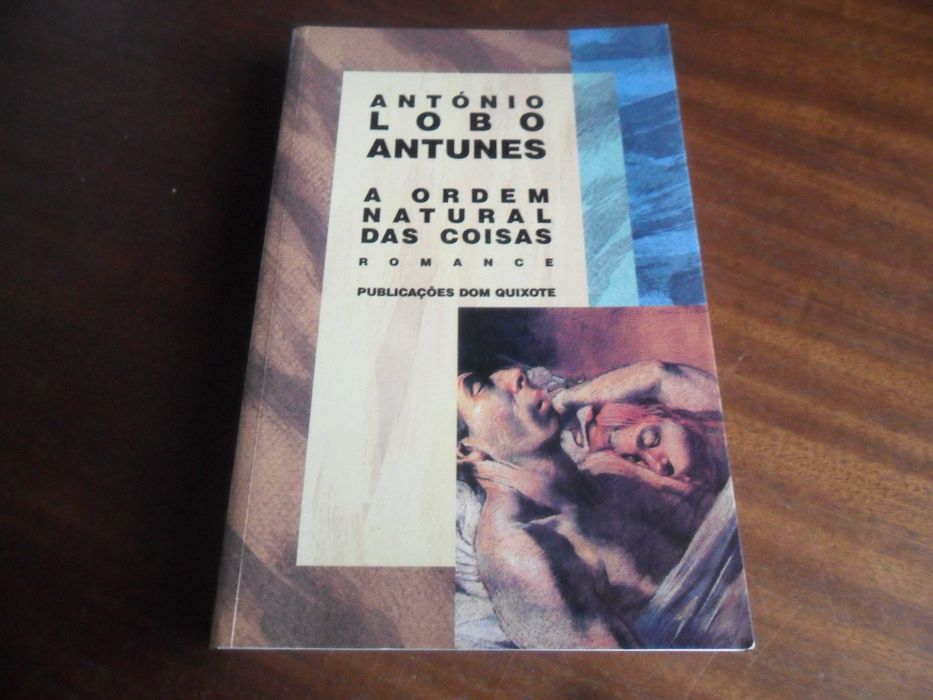 ANTÓNIO
LOBO
ANTUNES
A ORDEM
NATURAL
DAS COISAS
ROMANCE
PUBLICAÇÕES DOM QUIXOTE